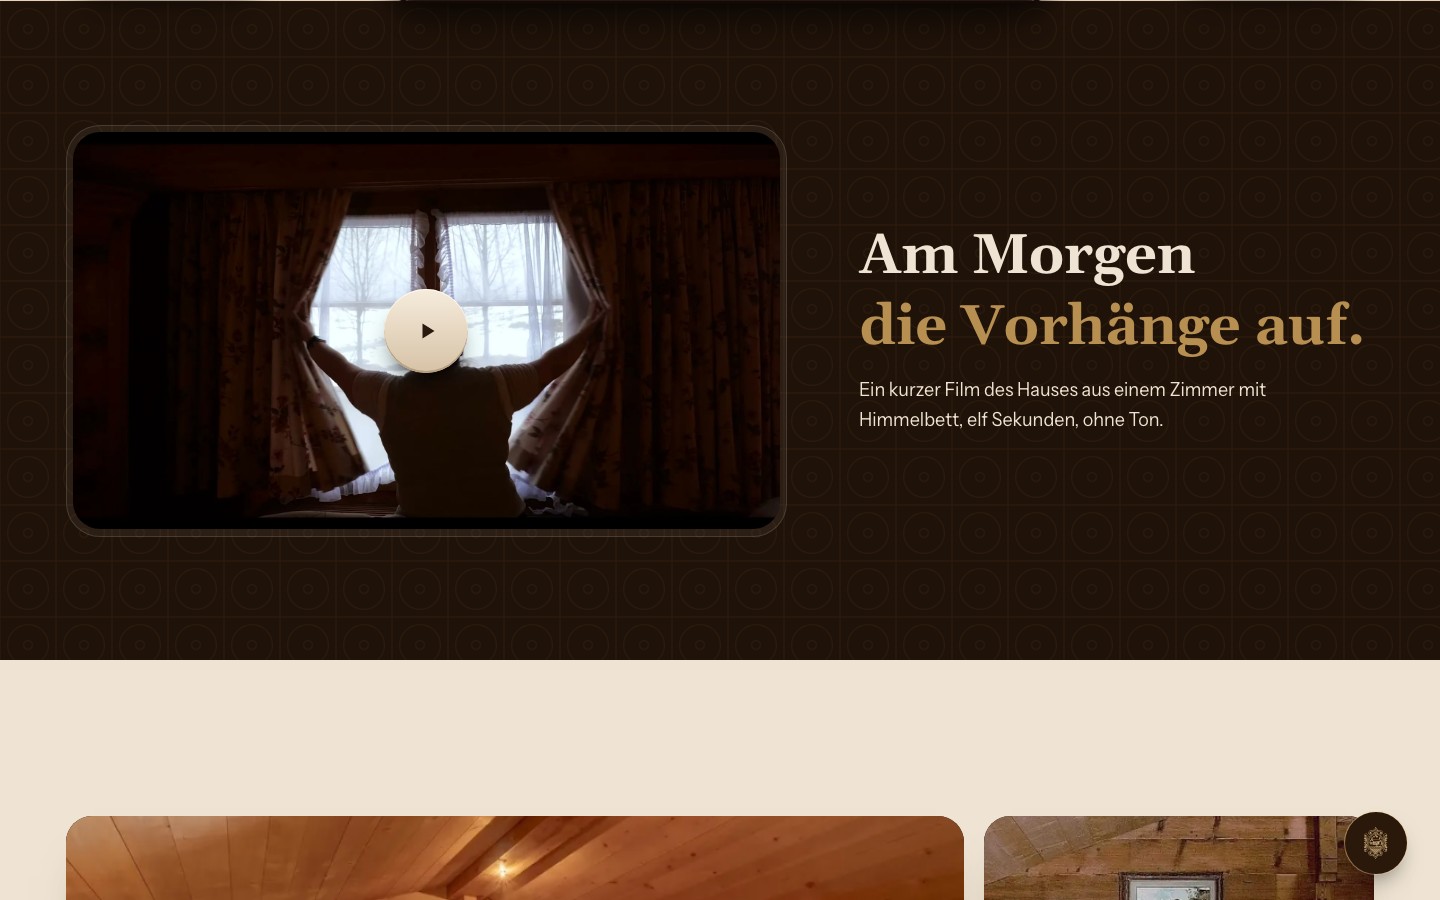 Am Morgen
die Vorhänge auf.
Ein kurzer Film des Hauses aus einem Zimmer mit
Himmelbett, elf Sekunden, ohne Ton.